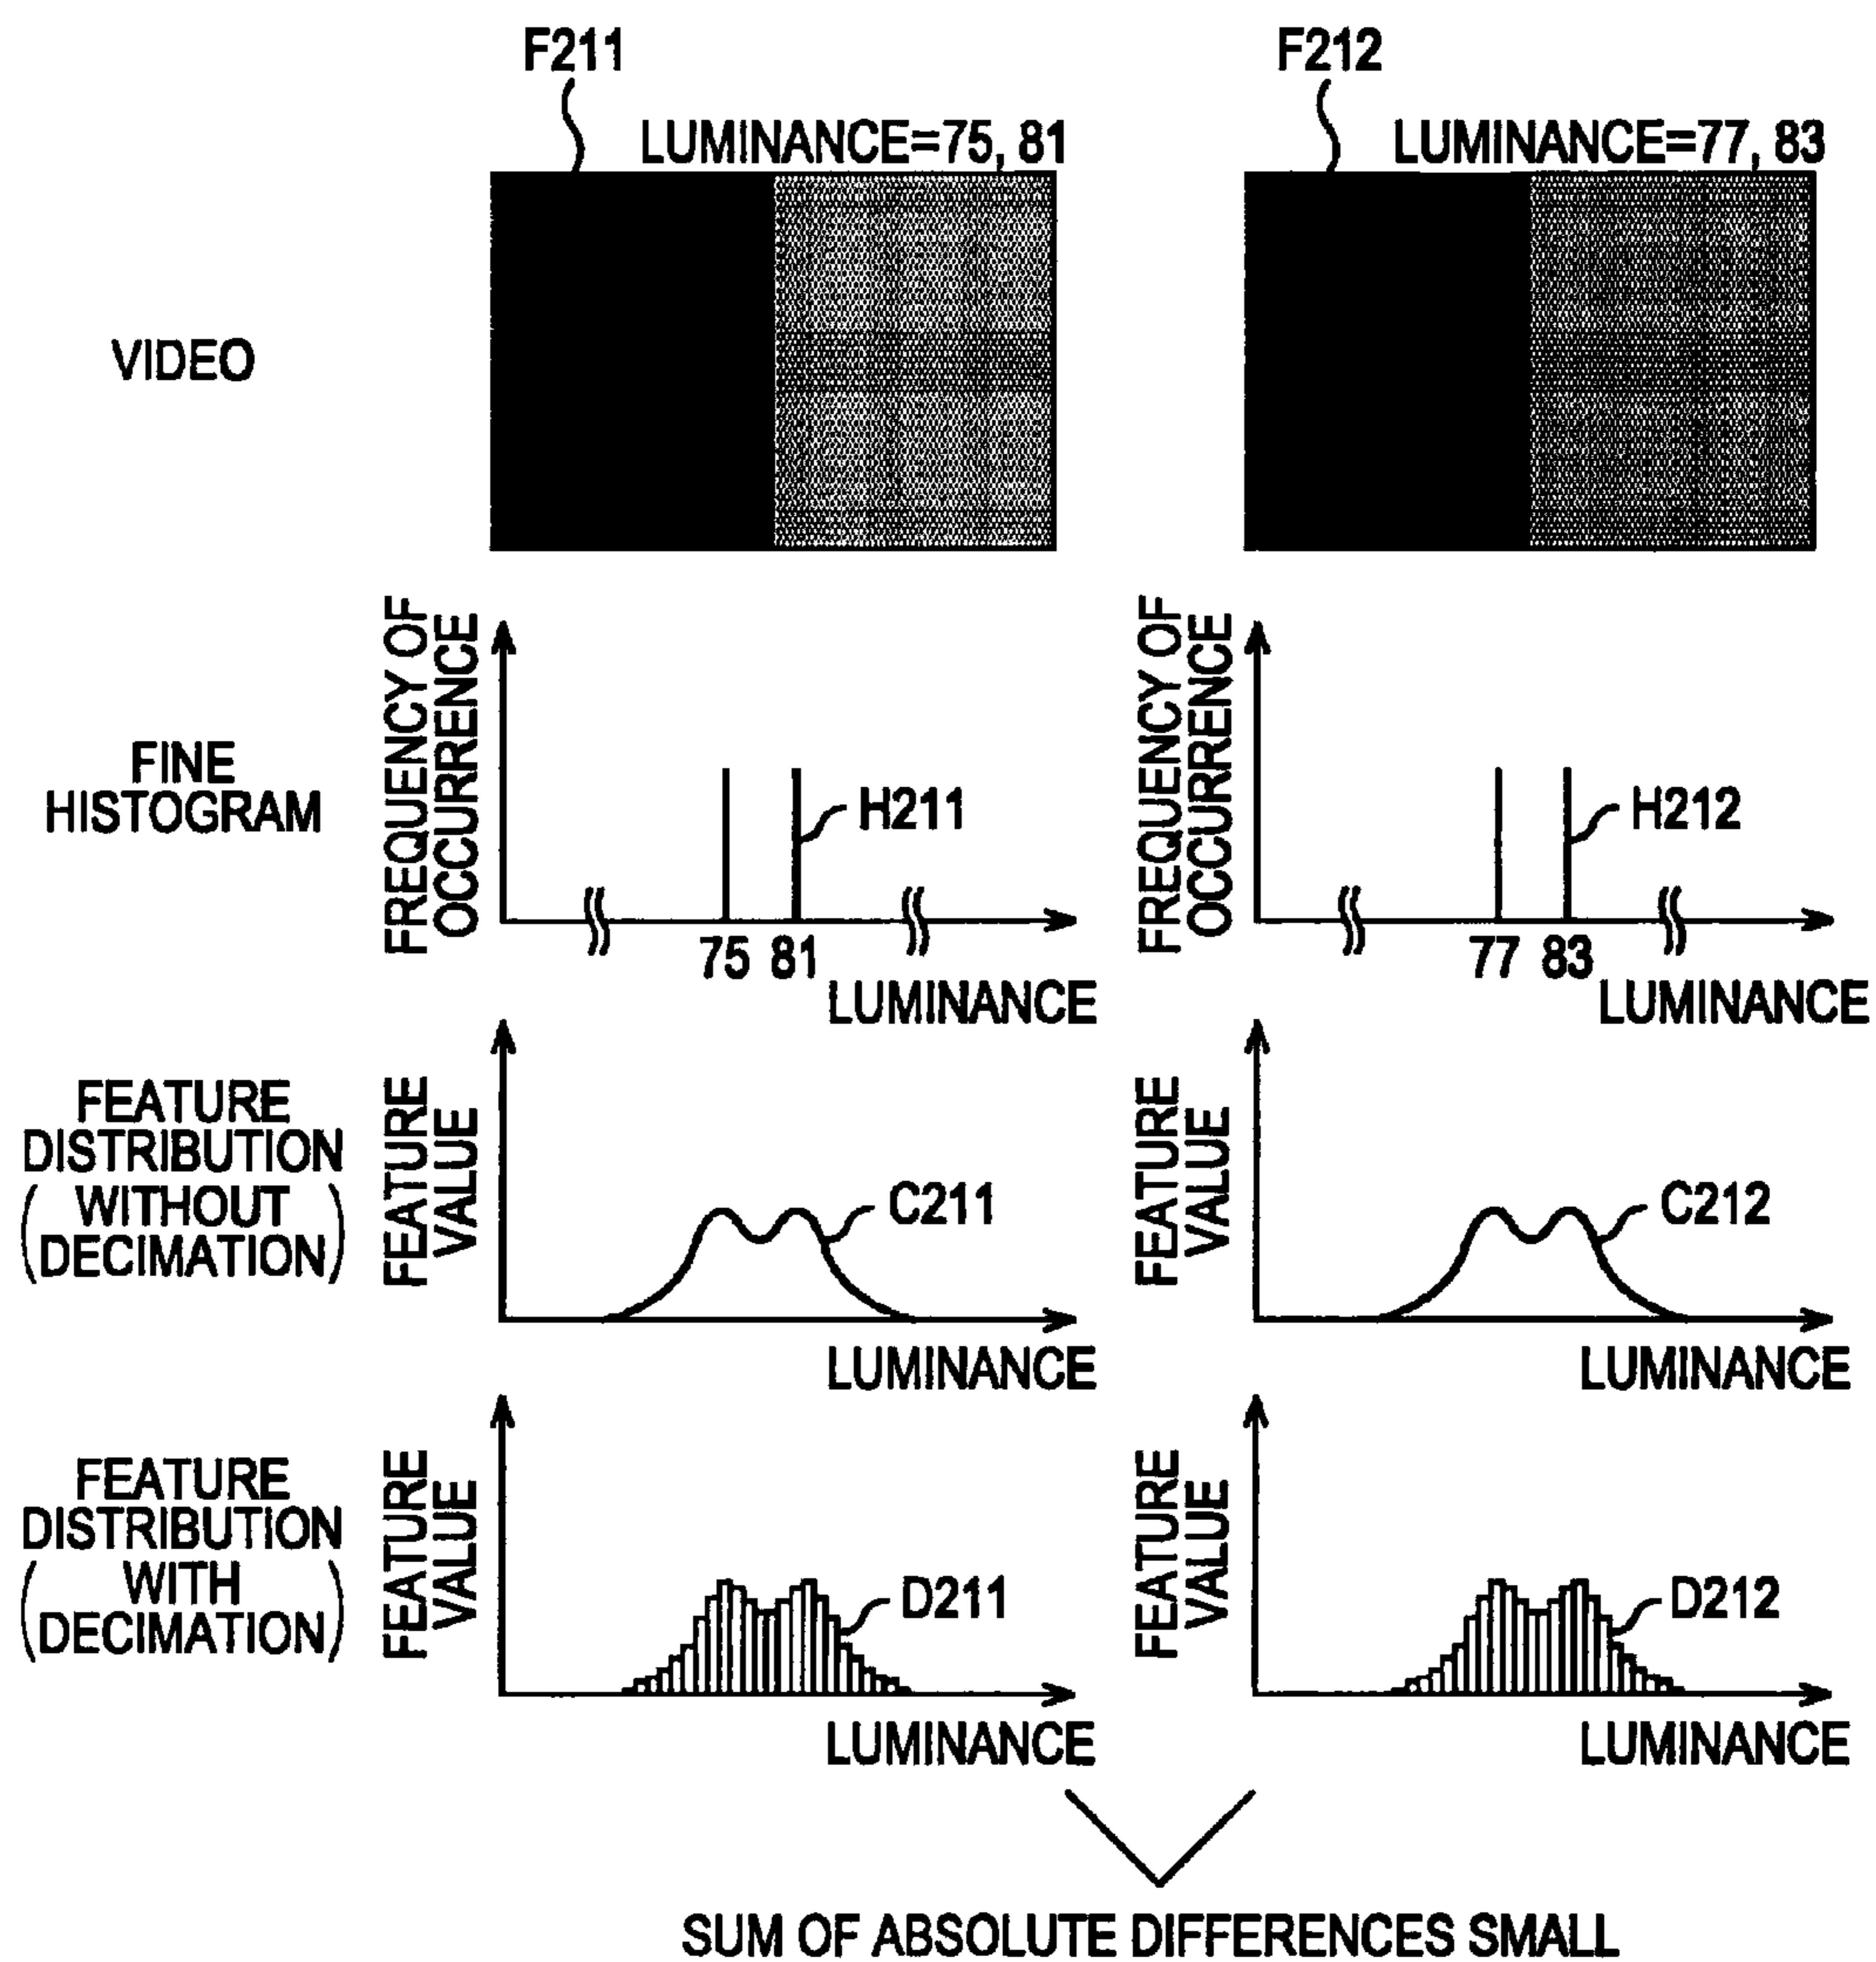 F211
F212
LUMINANCE=75, 81
LUMINANCE=77, 83
VIDEO
FINE
HISTOGRAM
FREQUENCY OF
OCCURRENCE
H211
75 81
LUMINANCE
FREQUENCY OF
OCCURRENCE
H212
77 83
LUMINANCE
FEATURE
DISTRIBUTION
(WITHOUT
DECIMATION)
FEATURE
VALUE
C211
LUMINANCE
FEATURE
VALUE
C212
LUMINANCE
FEATURE
DISTRIBUTION
(WITH
DECIMATION)
FEATURE
VALUE
D211
LUMINANCE
FEATURE
VALUE
D212
LUMINANCE
SUM OF ABSOLUTE DIFFERENCES SMALL